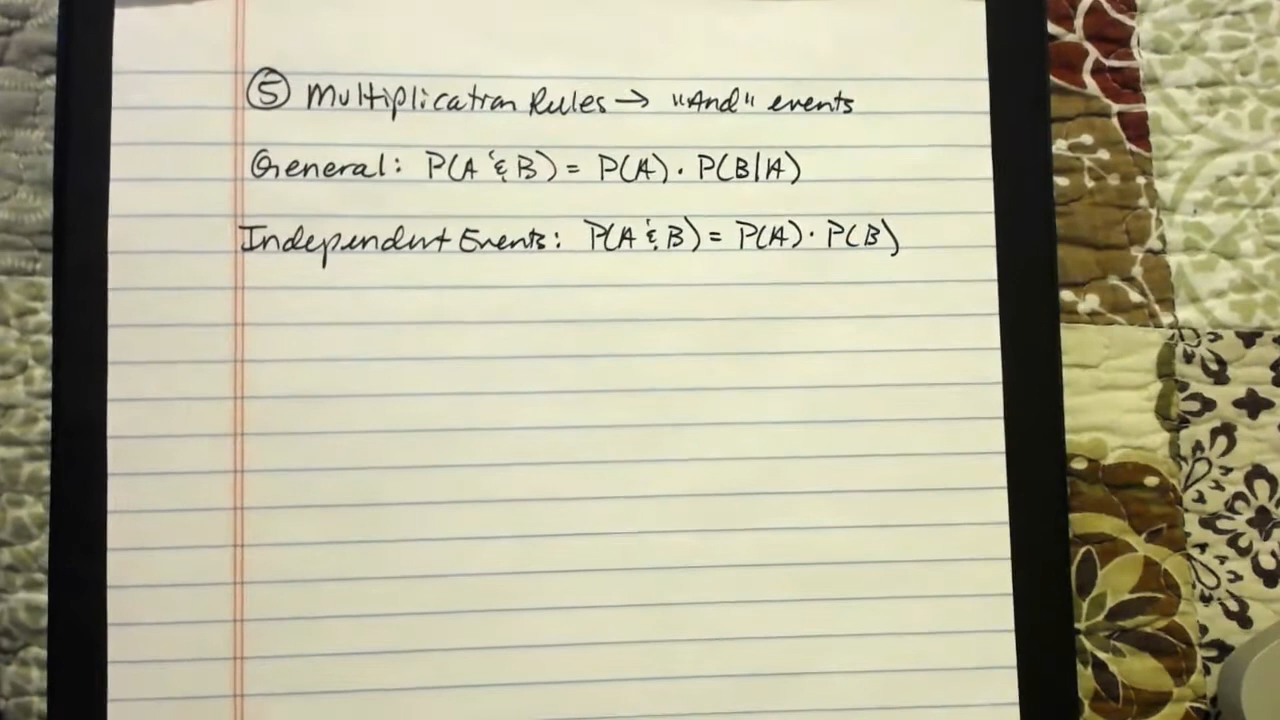 ⑤ Multiplication Rules → "And" events
General: P(A & B) = P(A) · P(B|A)
Independent Events: P(A & B) = P(A) · P(B)